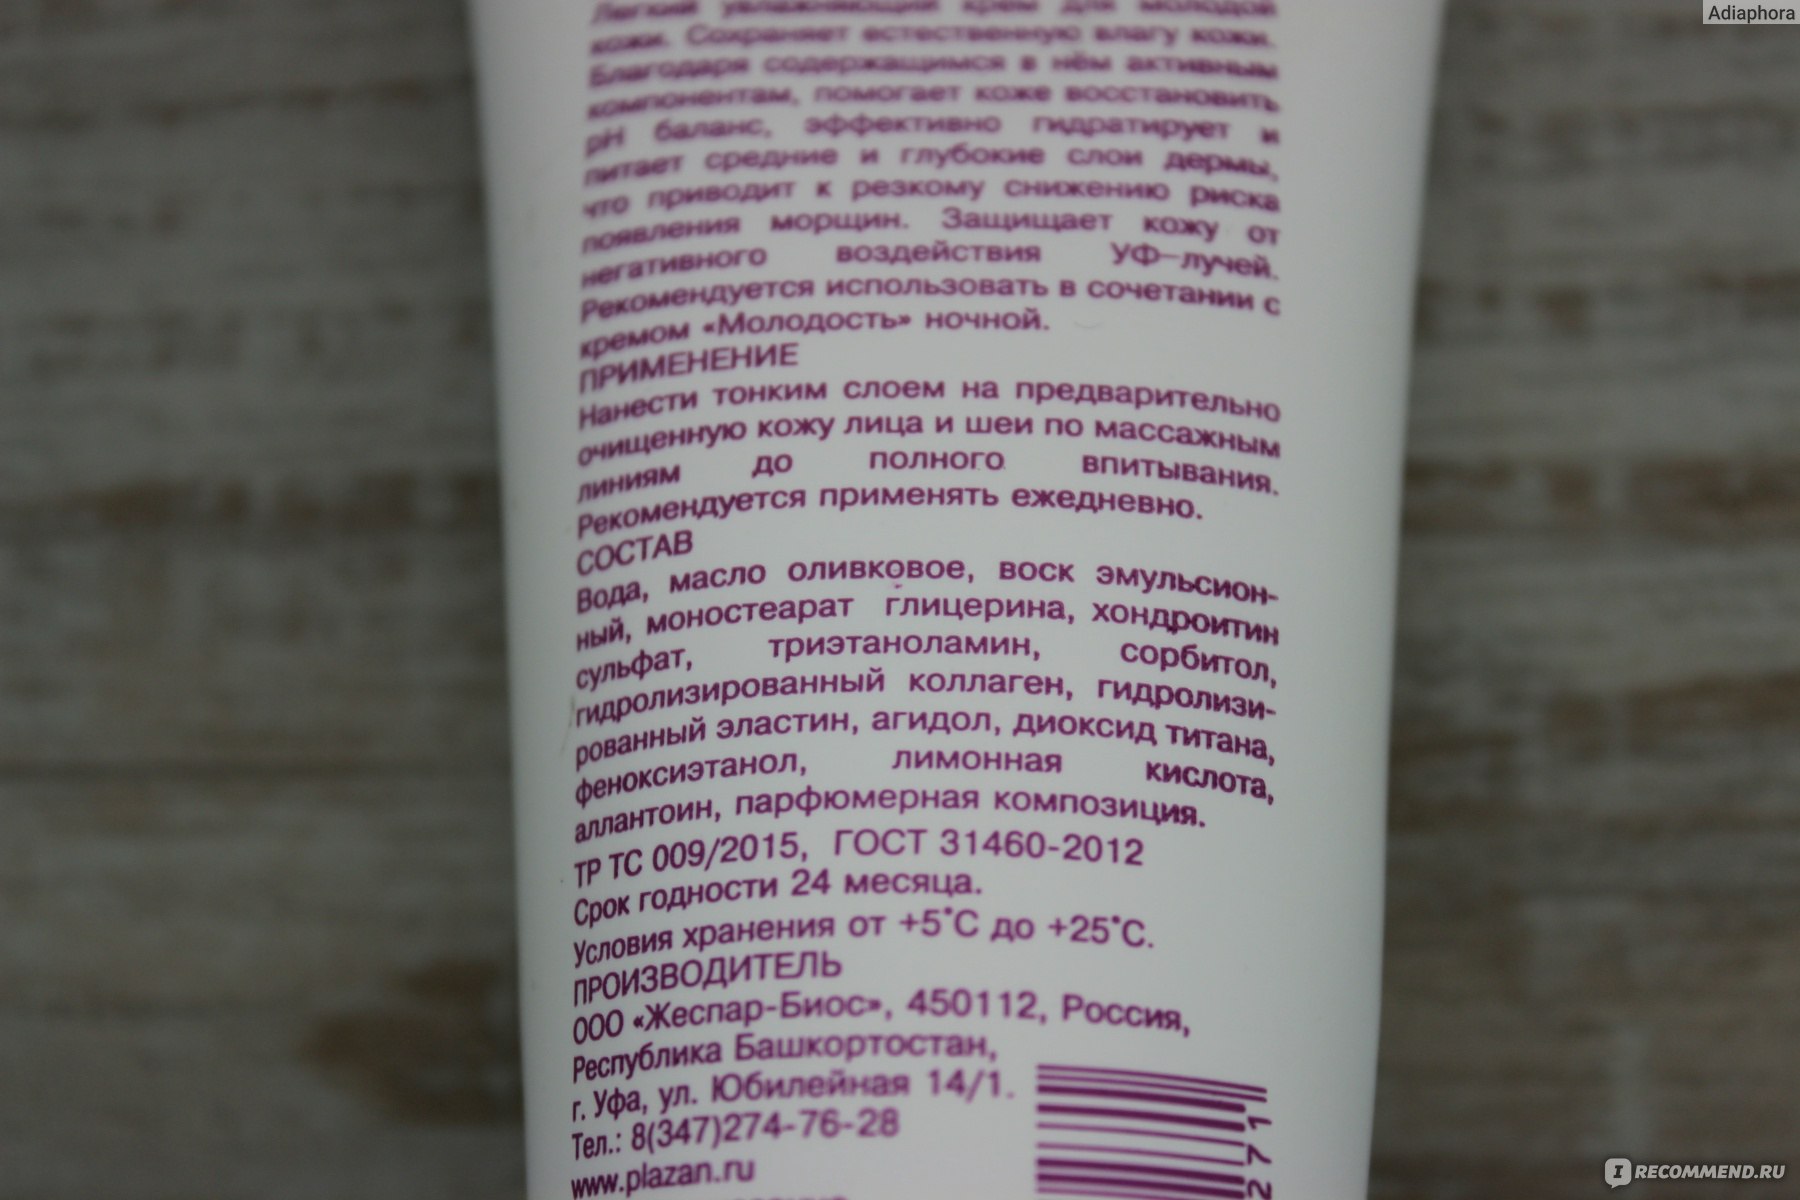 Adiaphora
Легкий увлажняющий крем для молодой
кожи. Сохраняет естественную влагу кожи.
Благодаря содержащимся в нём активным
компонентам, помогает коже восстановить
pH баланс, эффективно гидратирует и
питает средние и глубокие слои дермы,
что приводит к резкому снижению риска
появления морщин. Защищает кожу от
негативного воздействия УФ-лучей.
Рекомендуется использовать в сочетании с
кремом «Молодость» ночной.
ПРИМЕНЕНИЕ
Нанести тонким слоем на предварительно
очищенную кожу лица и шеи по массажным
линиям до полного впитывания.
Рекомендуется применять ежедневно.
СОСТАВ
Вода, масло оливковое, воск эмульсион-
ный, моностеарат глицерина, хондроитин
сульфат, триэтаноламин, сорбитол,
гидролизированный коллаген, гидролизи-
рованный эластин, агидол, диоксид титана,
феноксиэтанол, лимонная кислота,
аллантоин, парфюмерная композиция.
ТР ТС 009/2015, ГОСТ 31460-2012
Срок годности 24 месяца.
Условия хранения от +5°С до +25°С.
ПРОИЗВОДИТЕЛЬ
ООО «Жеспар-Биос», 450112, Россия,
Республика Башкортостан,
г. Уфа, ул. Юбилейная 14/1.
Тел.: 8(347)274-76-28
www.plazan.ru
271
IRECOMMEND.RU